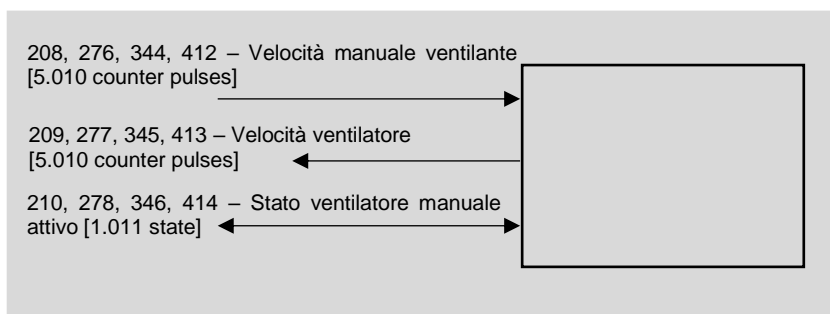 208, 276, 344, 412 – Velocità manuale ventilante
[5.010 counter pulses]
209, 277, 345, 413 – Velocità ventilatore
[5.010 counter pulses]
210, 278, 346, 414 – Stato ventilatore manuale
attivo [1.011 state]